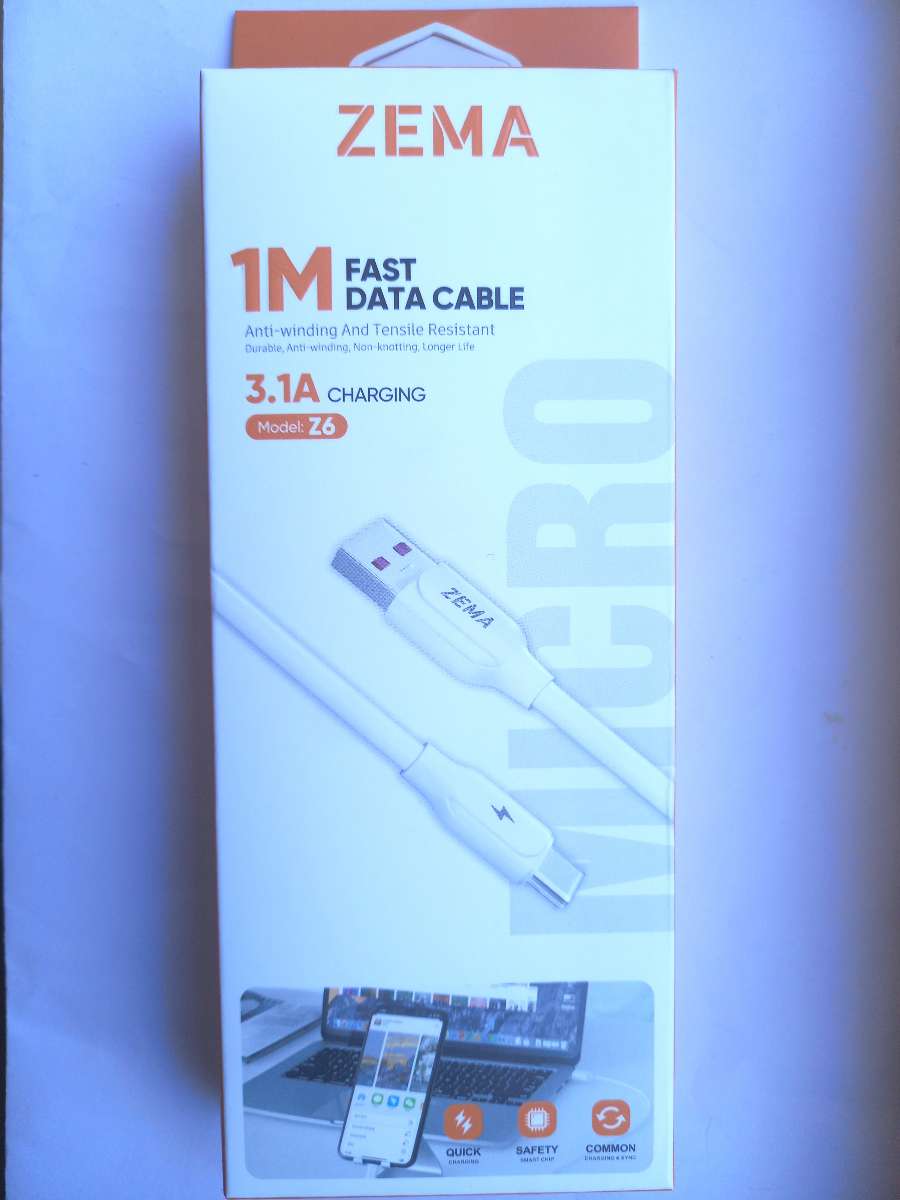 ZEMA
1M FAST
DATA CABLE
Anti-winding And Tensile Resistant
Durable, Anti-winding, Non-knotting, Longer Life
3.1A CHARGING
Model: Z6
MICRO
ZEMA
QUICK
CHARGING
SAFETY
SMART CHIP
COMMON
CHARGING & SYNC